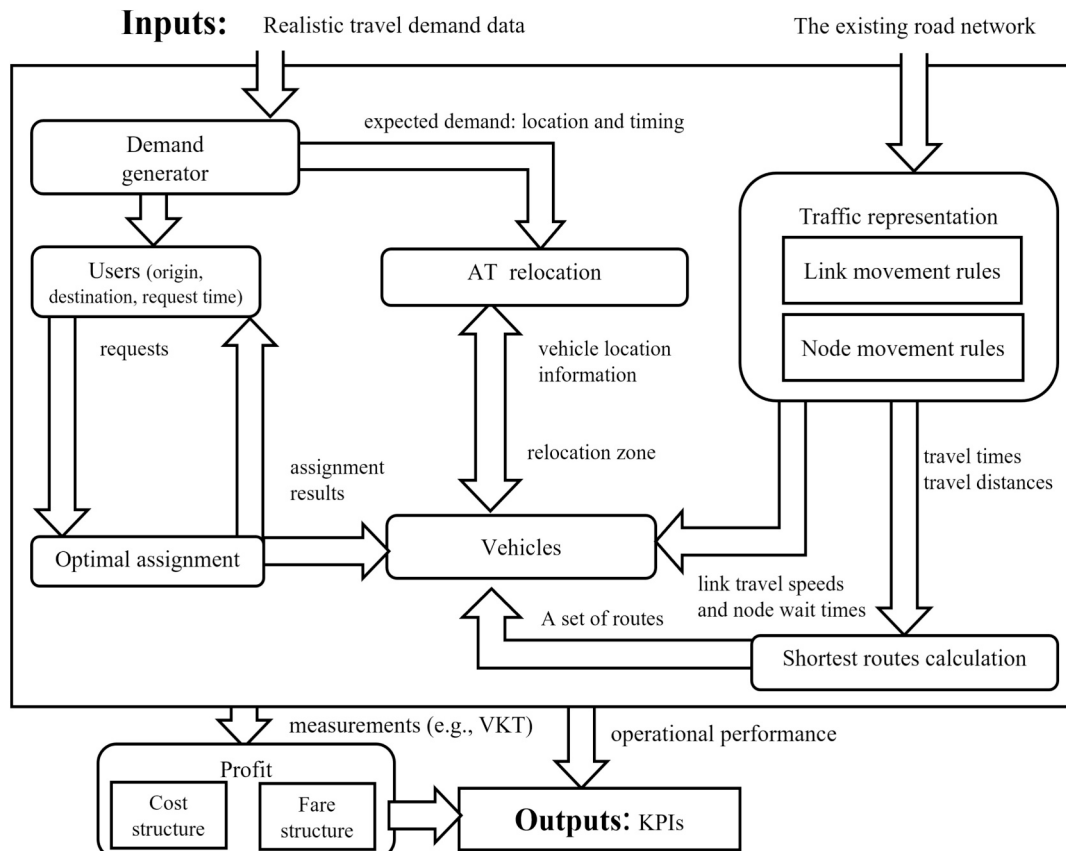 Inputs: Realistic travel demand data
The existing road network
expected demand: location and timing
Demand
generator
Traffic representation
Link movement rules
Node movement rules
Users (origin,
destination, request time)
AT relocation
requests
vehicle location
information
relocation zone
assignment
results
travel times
travel distances
Optimal assignment
Vehicles
link travel speeds
and node wait times
A set of routes
Shortest routes calculation
measurements (e.g., VKT)
operational performance
Profit
Cost
structure
Fare
structure
Outputs: KPIs